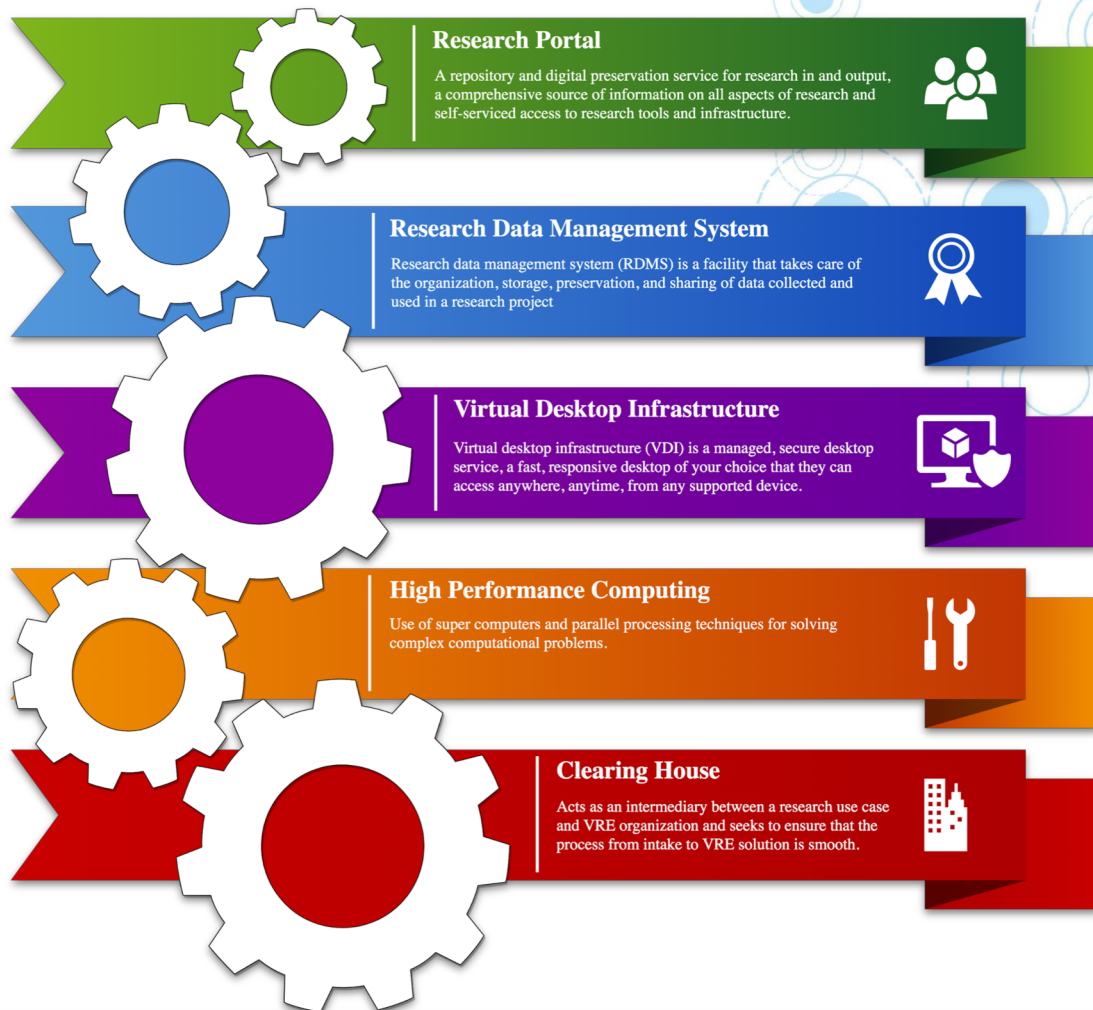 Research Portal
A repository and digital preservation service for research in and output,
a comprehensive source of information on all aspects of research and
self-serviced access to research tools and infrastructure.
Research Data Management System
Research data management system (RDMS) is a facility that takes care of
the organization, storage, preservation, and sharing of data collected and
used in a research project
Virtual Desktop Infrastructure
Virtual desktop infrastructure (VDI) is a managed, secure desktop
service, a fast, responsive desktop of your choice that they can
access anywhere, anytime, from any supported device.
High Performance Computing
Use of super computers and parallel processing techniques for solving
complex computational problems.
Clearing House
Acts as an intermediary between a research use case
and VRE organization and seeks to ensure that the
process from intake to VRE solution is smooth.